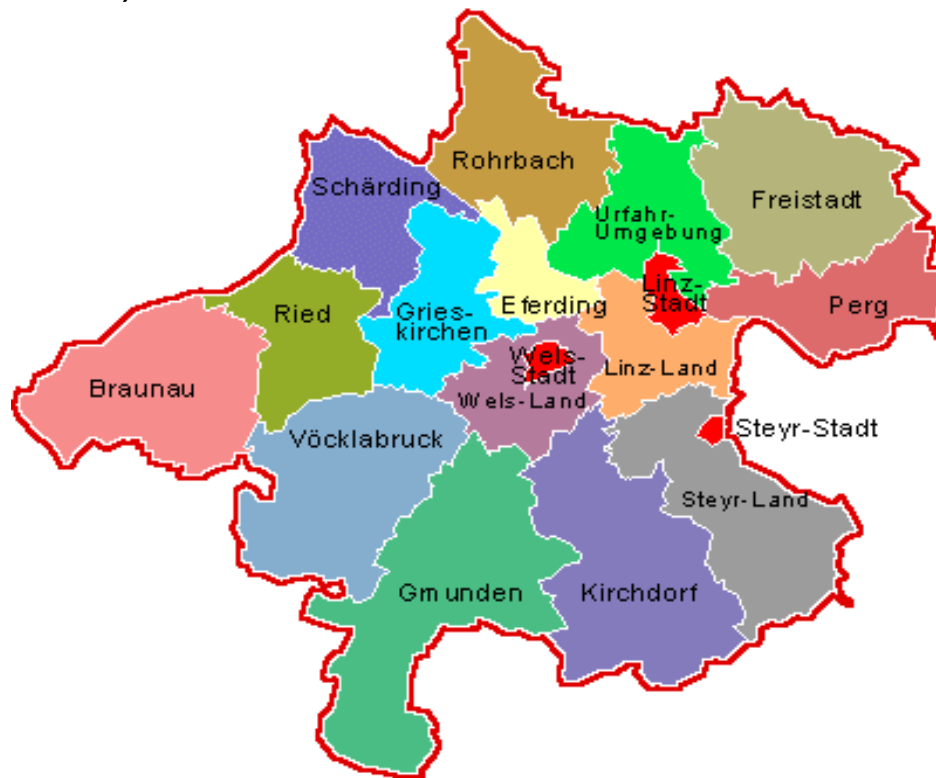 Rohrbach
Schärding
Freistadt
Urfahr-
Umgebung
Linz-
Stadt
Eferding
Perg
Ried
Gries-
kirchen
Wels-
Stadt
Linz-Land
Braunau
Wels-Land
Vöcklabruck
Steyr-Stadt
Steyr-Land
Gmunden
Kirchdorf